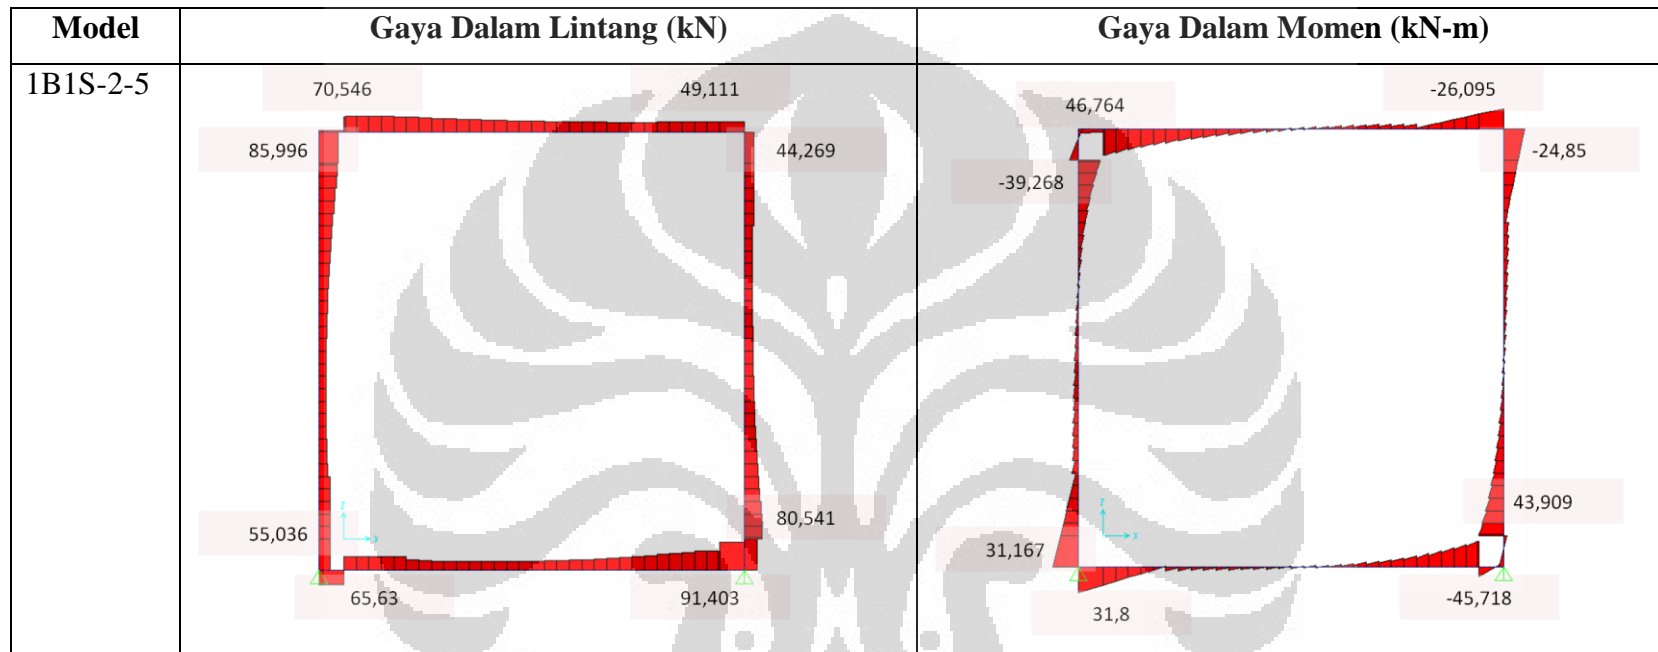 Model Gaya Dalam Lintang (kN) Gaya Dalam Momen (kN-m)
1B1S-2-5
70,546 49,111
85,996 44,269
55,036 80,541
65,63 91,403
Z
X
46,764 -26,095
-39,268 -24,85
31,167 43,909
31,8 -45,718
Z
X